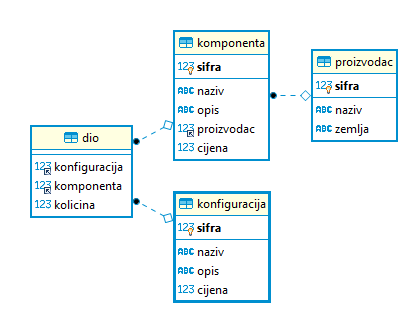 komponenta
123 sifra
ABC naziv
ABC opis
123 proizvodac
123 cijena
proizvodac
123 sifra
ABC naziv
ABC zemlja
dio
123 konfiguracija
123 komponenta
123 kolicina
konfiguracija
123 sifra
ABC naziv
ABC opis
123 cijena